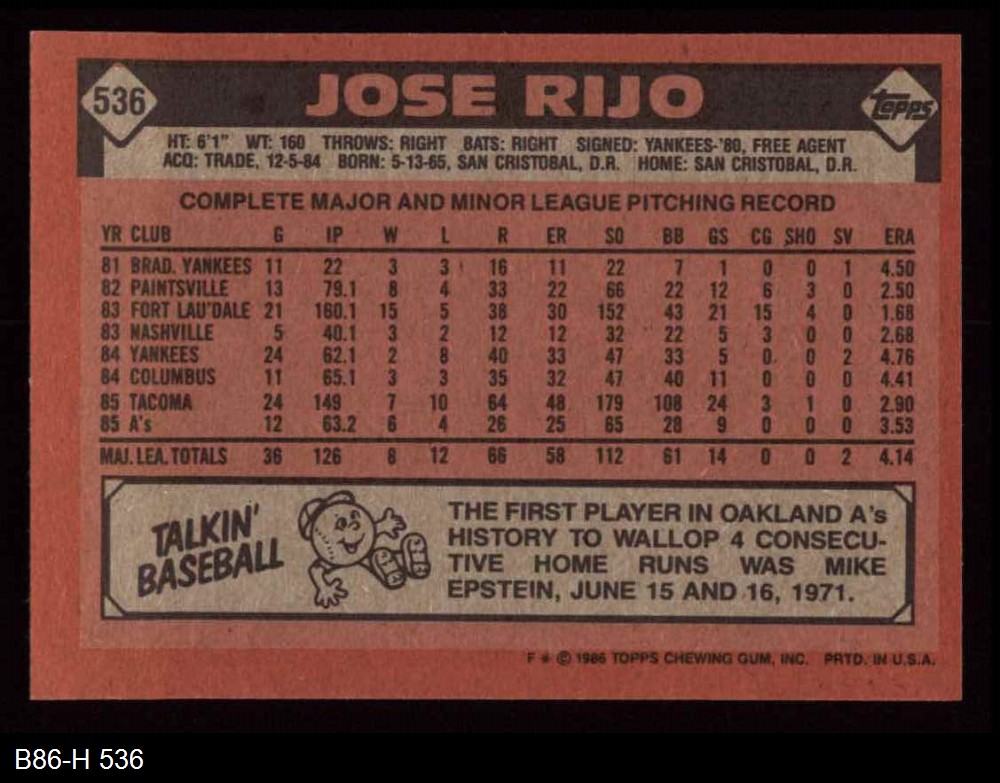 536
JOSE RIJO
Topps
HT: 6'1" WT: 160 THROWS: RIGHT BATS: RIGHT SIGNED: YANKEES-'80, FREE AGENT
ACQ: TRADE, 12-5-84 BORN: 5-13-65, SAN CRISTOBAL, D.R. HOME: SAN CRISTOBAL, D.R.
COMPLETE MAJOR AND MINOR LEAGUE PITCHING RECORD
YR CLUB G IP W L R ER SO BB GS CG SHO SV ERA
81 BRAD. YANKEES 11 22 3 3 16 11 22 7 1 0 0 1 4.50
82 PAINTSVILLE 13 79.1 8 4 33 22 66 22 12 6 3 0 2.50
83 FORT LAU'DALE 21 160.1 15 5 38 30 152 43 21 15 4 0 1.68
83 NASHVILLE 5 40.1 3 2 12 12 32 22 5 3 0 0 2.68
84 YANKEES 24 62.1 2 8 40 33 47 33 5 0 0 2 4.76
84 COLUMBUS 11 65.1 3 3 35 32 47 40 11 0 0 0 4.41
85 TACOMA 24 149 7 10 64 48 179 108 24 3 1 0 2.90
85 A's 12 63.2 6 4 26 25 65 28 9 0 0 0 3.53
MAJ. LEA. TOTALS 36 126 8 12 66 58 112 61 14 0 0 2 4.14
TALKIN'
BASEBALL
THE FIRST PLAYER IN OAKLAND A's
HISTORY TO WALLOP 4 CONSECU-
TIVE HOME RUNS WAS MIKE
EPSTEIN, JUNE 15 AND 16, 1971.
F * © 1986 TOPPS CHEWING GUM, INC. PRTD. IN U.S.A.
B86-H 536